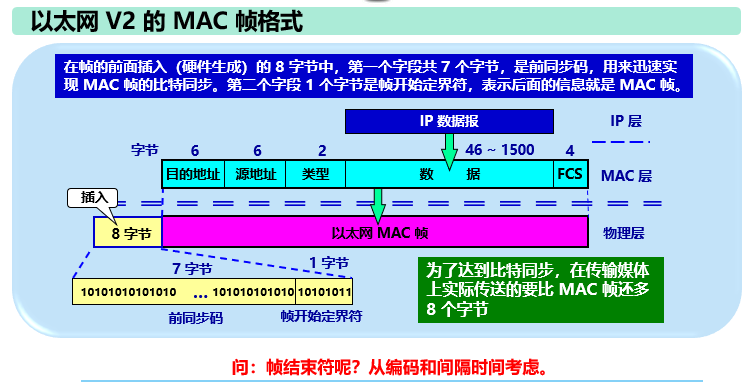 以太网 V2 的 MAC 帧格式
在帧的前面插入（硬件生成）的 8 字节中，第一个字段共 7 个字节，是前同步码，用来迅速实
现 MAC 帧的比特同步。第二个字段 1 个字节是帧开始定界符，表示后面的信息就是 MAC 帧。
IP 数据报
IP 层
字节 6 6 2 46 ~ 1500 4
目的地址 源地址 类型 数 据 FCS
MAC 层
插入
8 字节
以太网 MAC 帧
物理层
7 字节 1 字节
10101010101010 … 10101010101010101011
前同步码 帧开始定界符
为了达到比特同步，在传输媒体
上实际传送的要比 MAC 帧还多
8 个字节
问：帧结束符呢？从编码和间隔时间考虑。